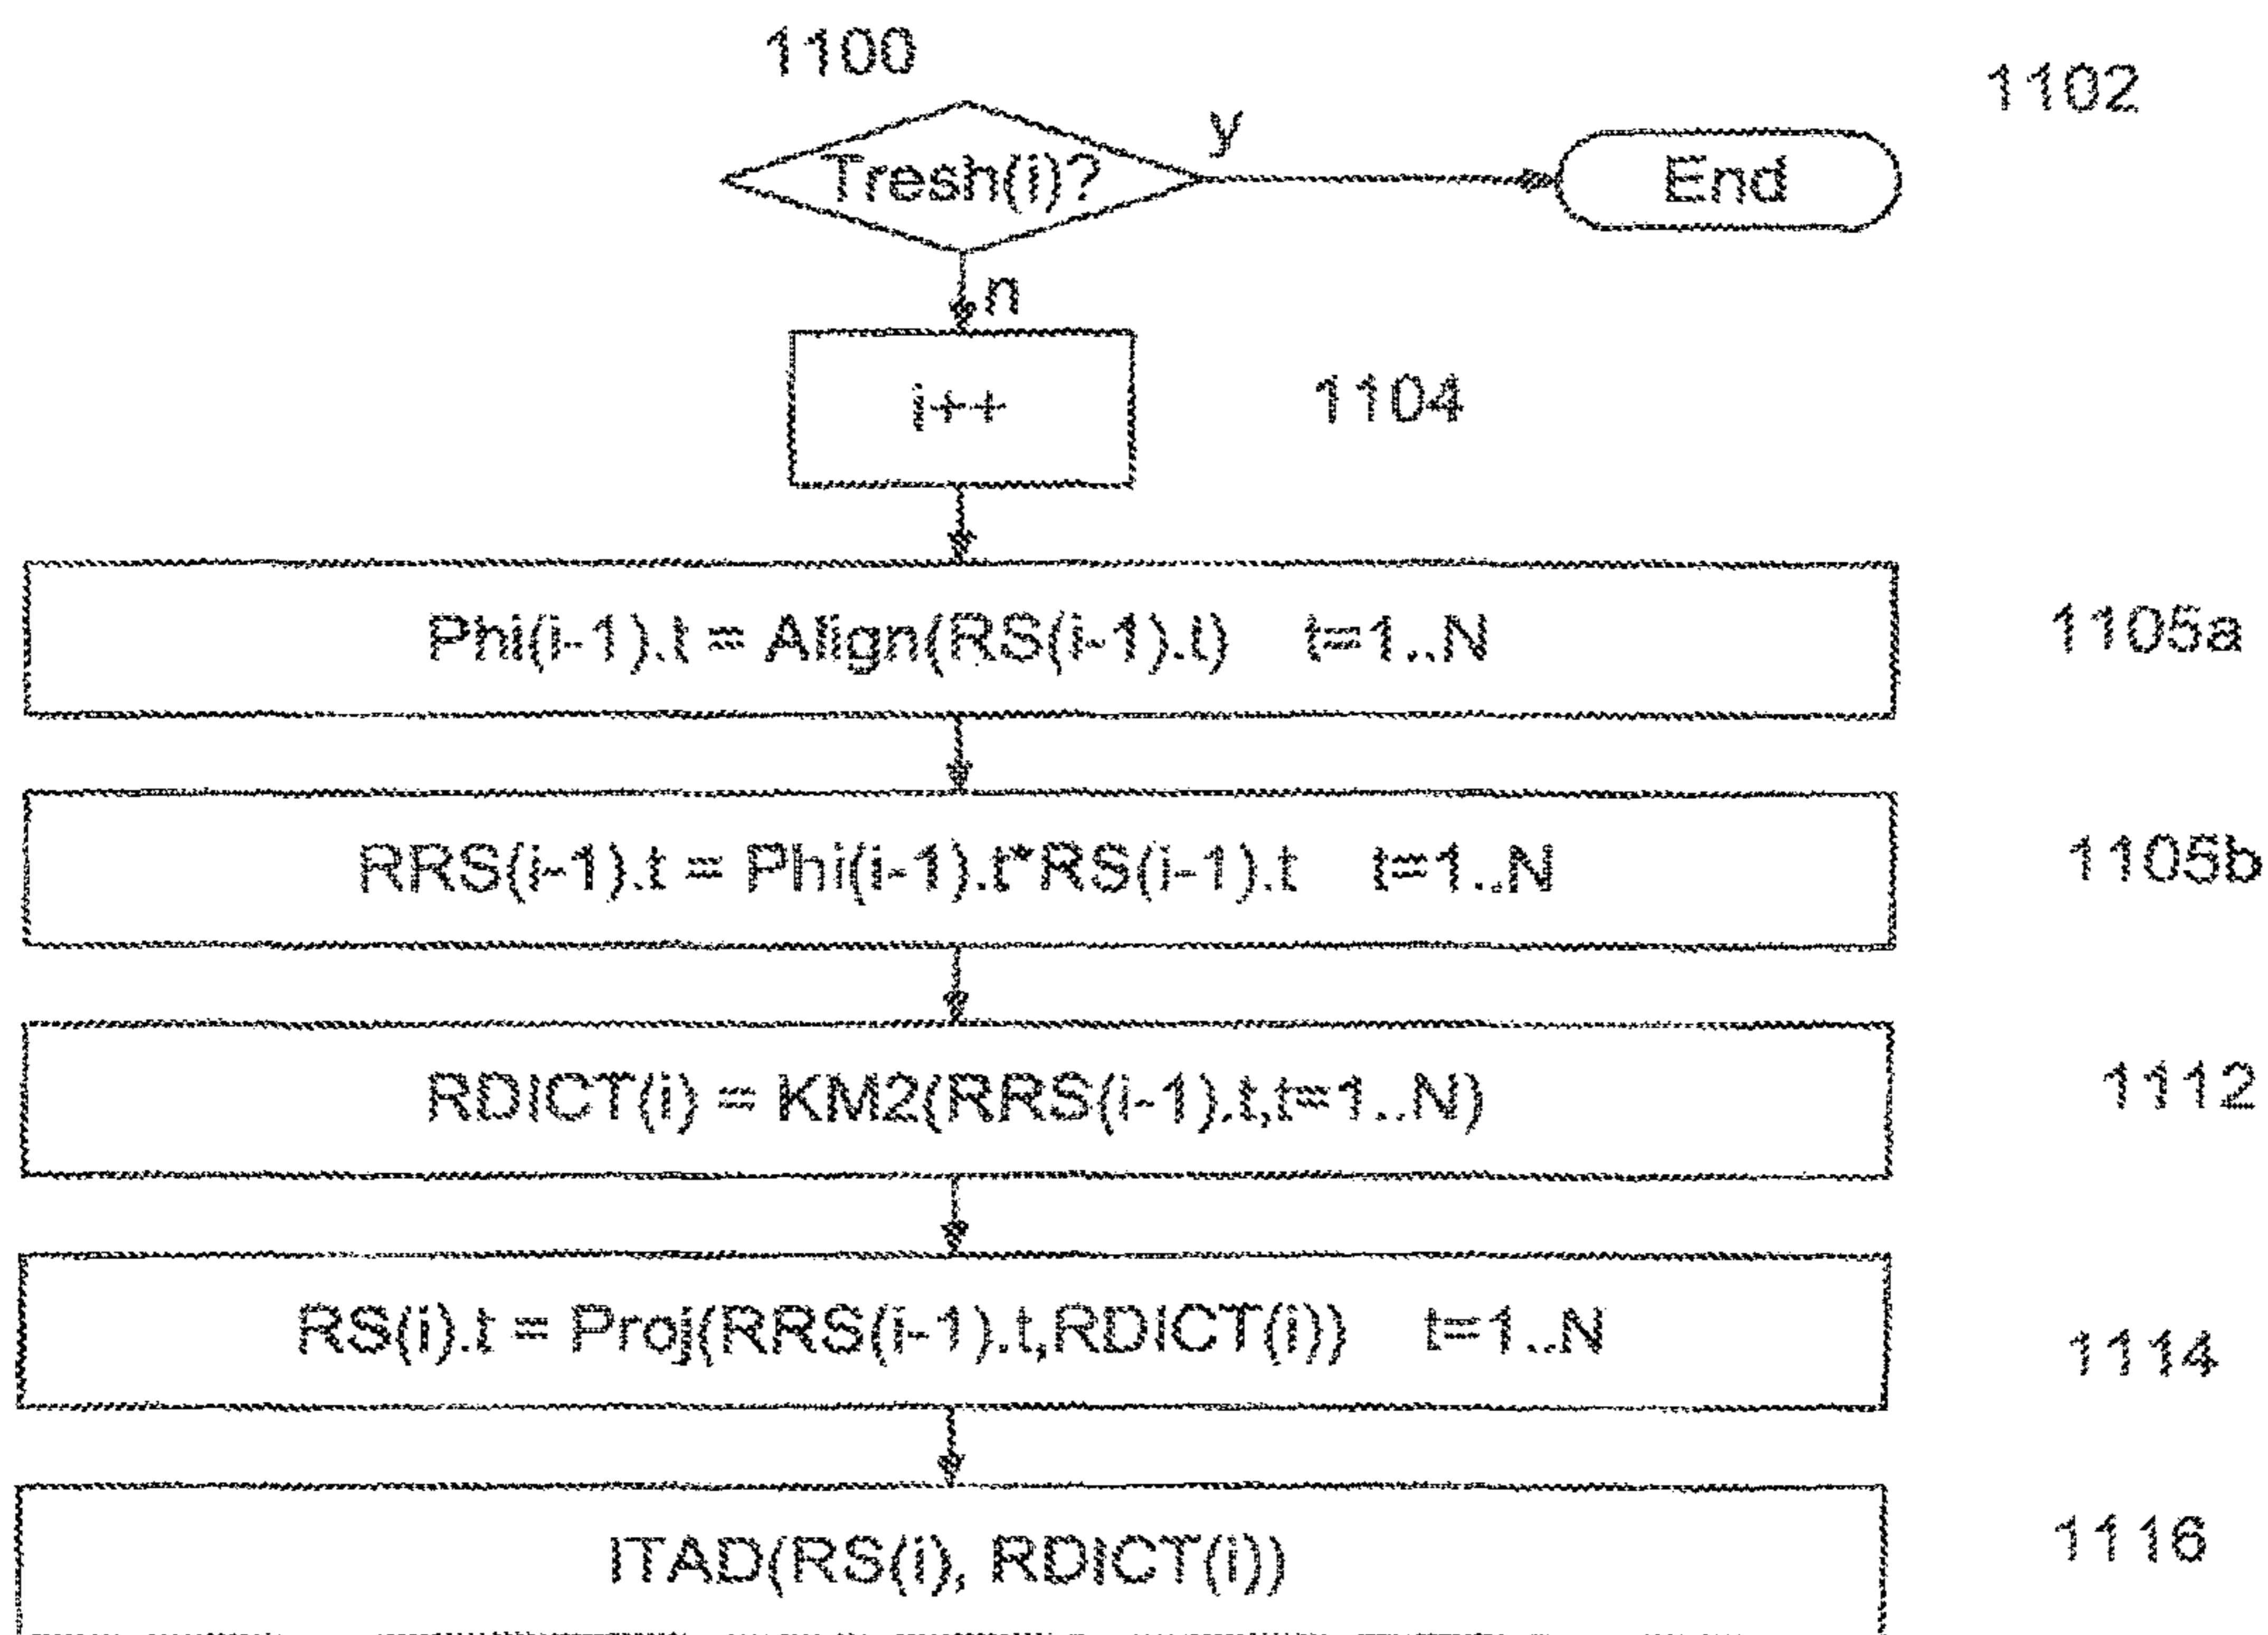 1100
1102
y
Tresh(i)?
End
n
i++
1104
Phi(i-1).t = Align(RS(i-1).t) t=1..N
1105a
RRS(i-1).t = Phi(i-1).t*RS(i-1).t t=1..N
1105b
RDICT(i) = KM2(RRS(i-1).t,t=1..N)
1112
RS(i).t = Proj(RRS(i-1).t,RDICT(i)) t=1..N
1114
ITAD(RS(i), RDICT(i))
1116